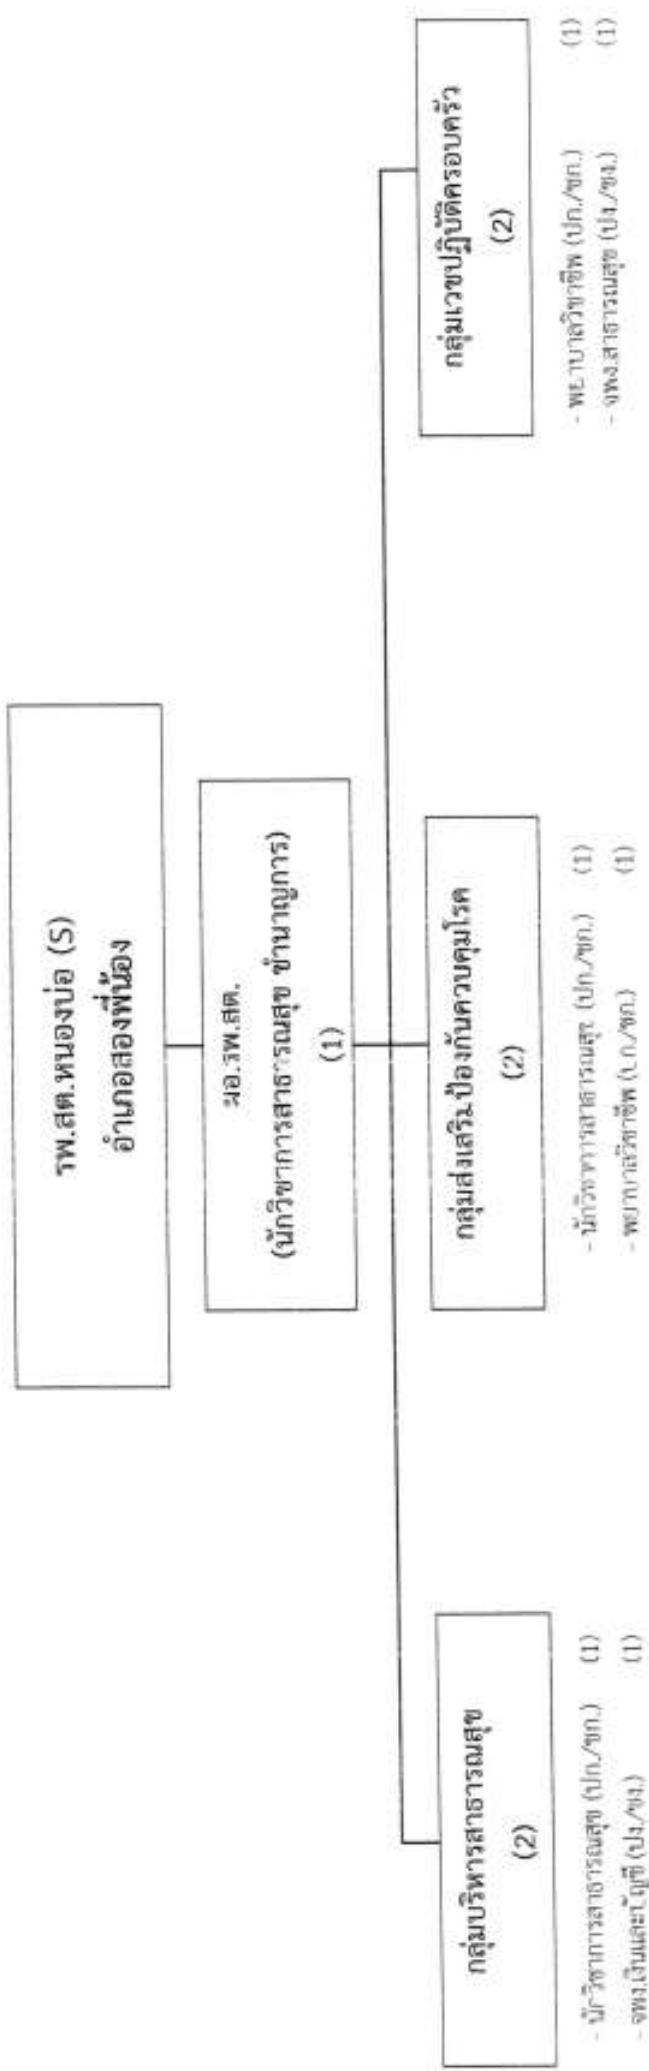 รพ.สต.หนองบ่อ (S)
อำเภอสองพี่น้อง
ผอ.รพ.สต.
(นักวิชาการสาธารณสุข ชำนาญการ)
(1)
กลุ่มบริหารสาธารณสุข
(2)
- นักวิชาการสาธารณสุข (ปก./ชก.) (1)
- จพง.เงินและบัญชี (ปง./ชง.) (1)
กลุ่มส่งเสริมป้องกันควบคุมโรค
(2)
- นักวิชาการสาธารณสุข (ปก./ชก.) (1)
- พยาบาลวิชาชีพ (ปก./ชก.) (1)
กลุ่มเวชปฏิบัติครอบครัว
(2)
- พยาบาลวิชาชีพ (ปก./ชก.) (1)
- จพง.สาธารณสุข (ปง./ชง.) (1)